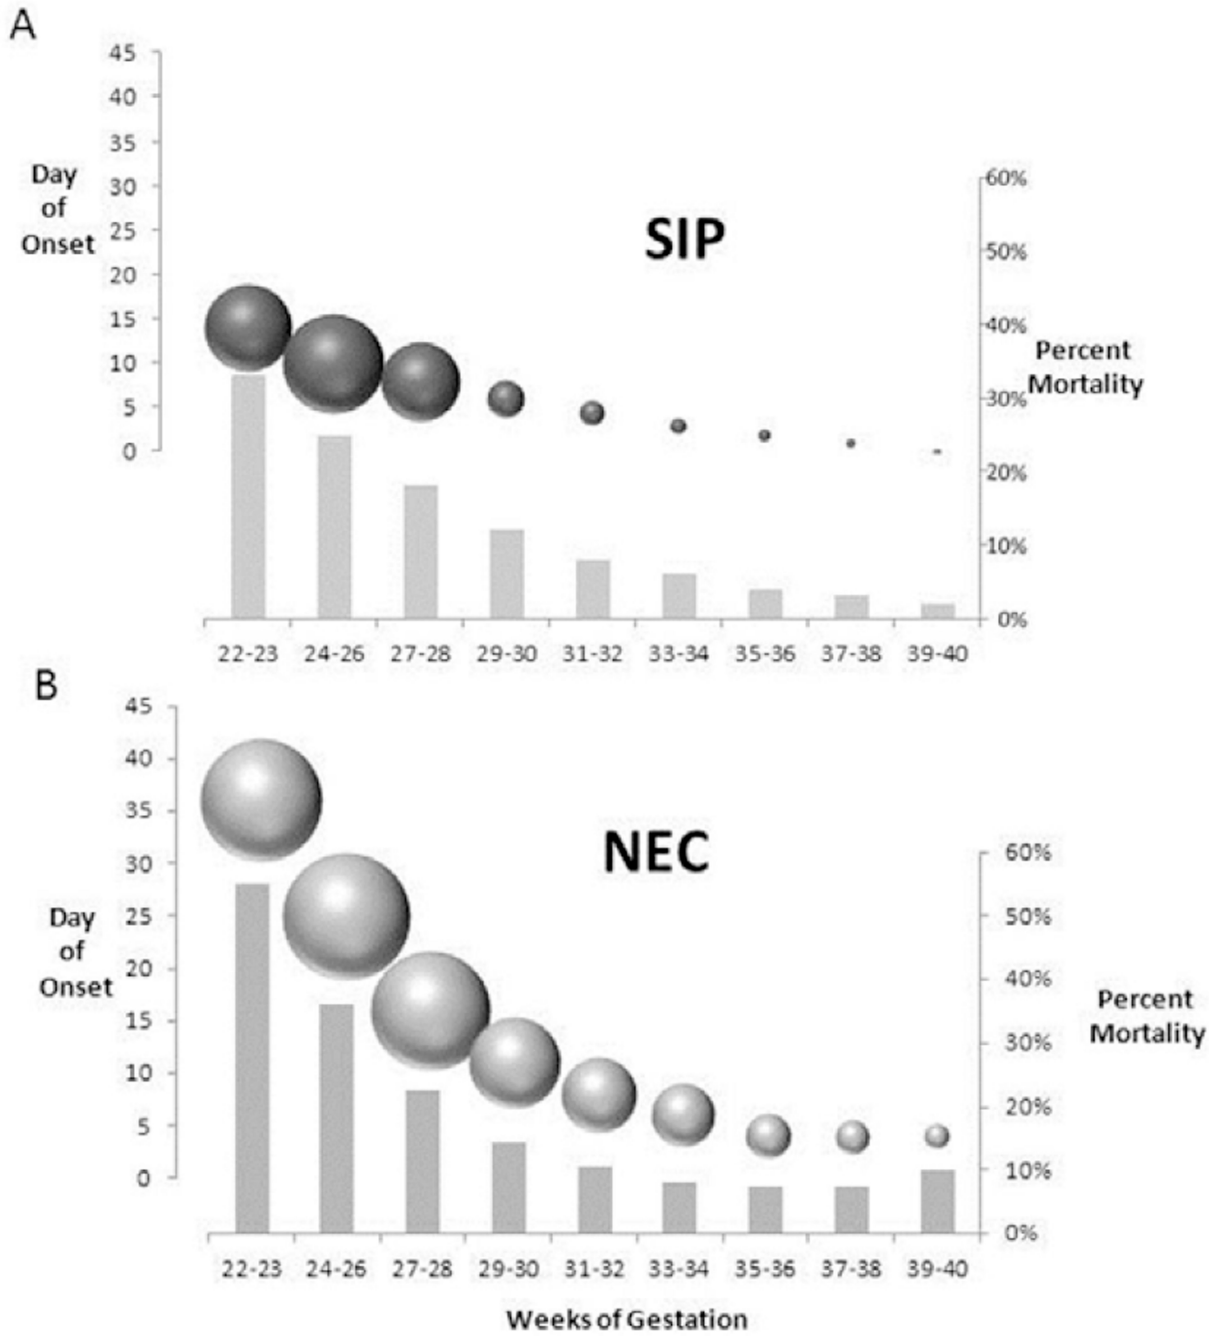 A
45
40
35
30
25
20
15
10
5
0
Day
of
Onset
SIP
60%
50%
40%
30%
20%
10%
0%
Percent
Mortality
22-23 24-26 27-28 29-30 31-32 33-34 35-36 37-38 39-40
B
45
40
35
30
25
20
15
10
5
0
Day
of
Onset
NEC
60%
50%
40%
30%
20%
10%
0%
Percent
Mortality
22-23 24-26 27-28 29-30 31-32 33-34 35-36 37-38 39-40
Weeks of Gestation